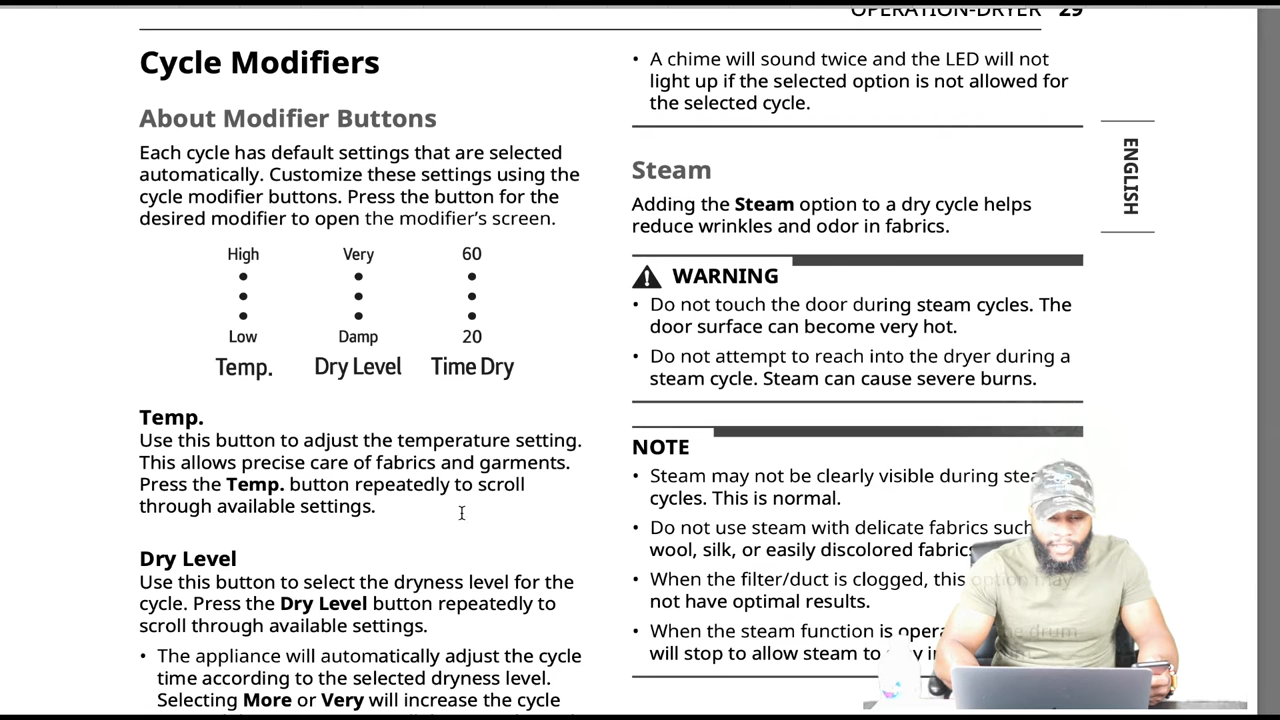 OPERATION-DRYER 29
Cycle Modifiers
About Modifier Buttons
Each cycle has default settings that are selected
automatically. Customize these settings using the
cycle modifier buttons. Press the button for the
desired modifier to open the modifier's screen.
High Very 60
Low Damp 20
Temp. Dry Level Time Dry
Temp.
Use this button to adjust the temperature setting.
This allows precise care of fabrics and garments.
Press the Temp. button repeatedly to scroll
through available settings.
Dry Level
Use this button to select the dryness level for the
cycle. Press the Dry Level button repeatedly to
scroll through available settings.
• The appliance will automatically adjust the cycle
time according to the selected dryness level.
Selecting More or Very will increase the cycle
• A chime will sound twice and the LED will not
light up if the selected option is not allowed for
the selected cycle.
Steam
Adding the Steam option to a dry cycle helps
reduce wrinkles and odor in fabrics.
WARNING
• Do not touch the door during steam cycles. The
door surface can become very hot.
• Do not attempt to reach into the dryer during a
steam cycle. Steam can cause severe burns.
NOTE
• Steam may not be clearly visible during
cycles. This is normal.
• Do not use steam with delicate fabrics such
wool, silk, or easily discolored fabrics
• When the filter/duct is clogged, this option may
not have optimal results.
• When the steam function is drum
will stop to allow steam to
ENGLISH